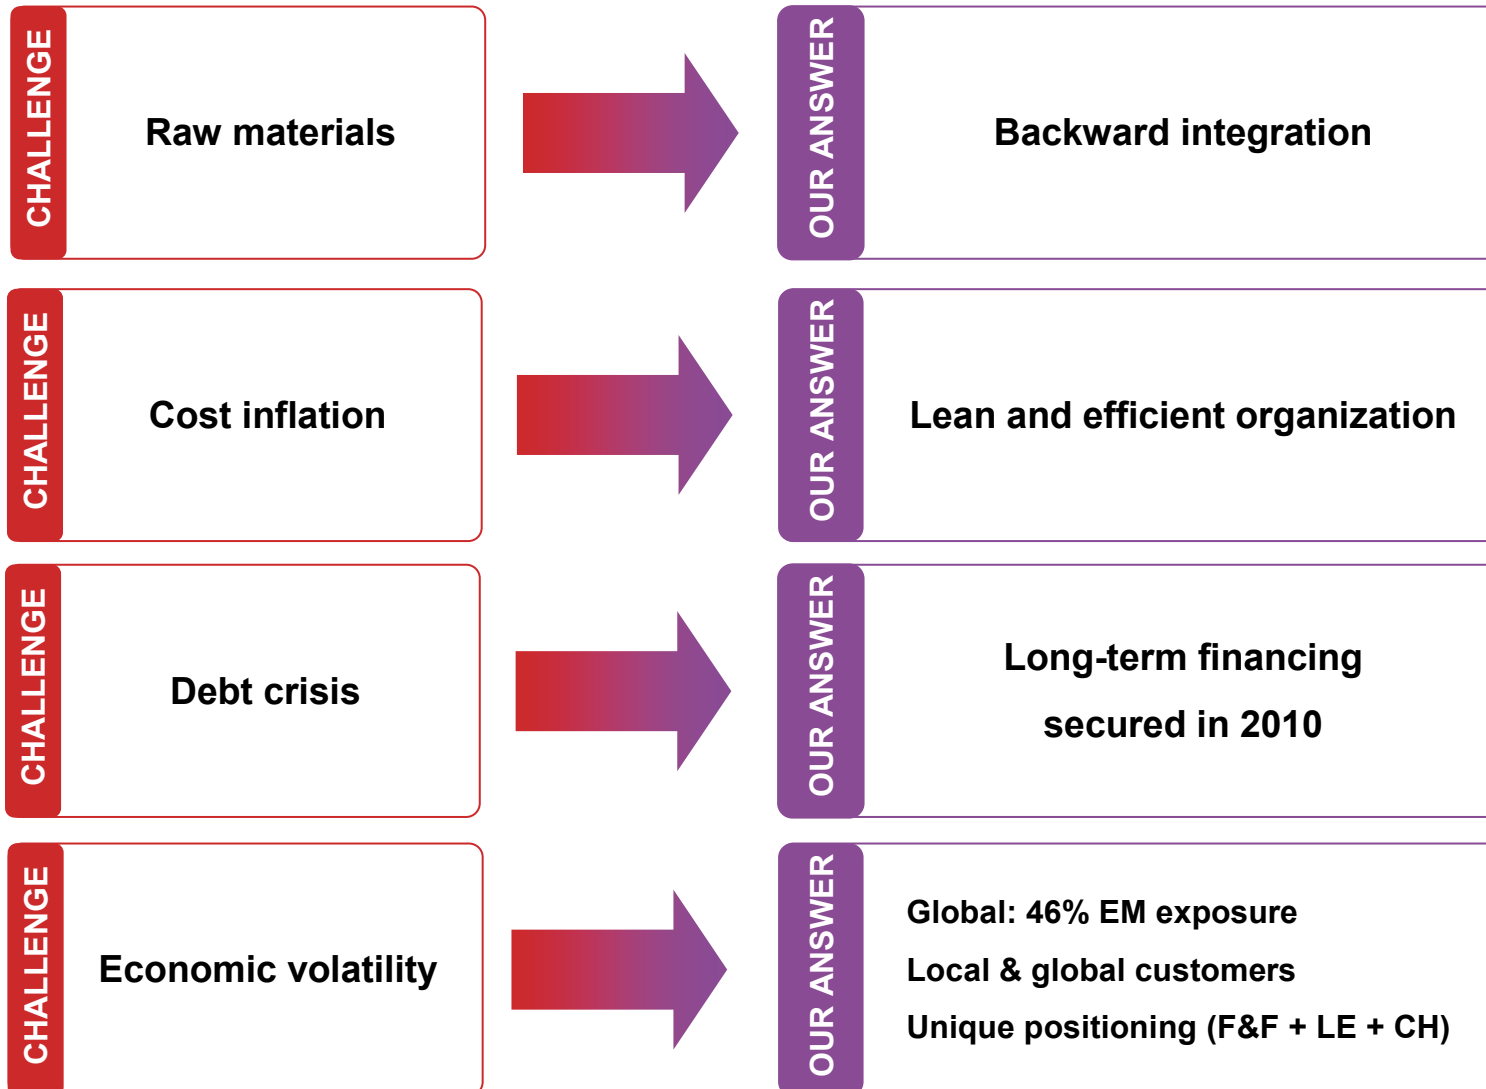 CHALLENGE
Raw materials
OUR ANSWER
Backward integration
CHALLENGE
Cost inflation
OUR ANSWER
Lean and efficient organization
CHALLENGE
Debt crisis
OUR ANSWER
Long-term financing
secured in 2010
CHALLENGE
Economic volatility
OUR ANSWER
Global: 46% EM exposure
Local & global customers
Unique positioning (F&F + LE + CH)